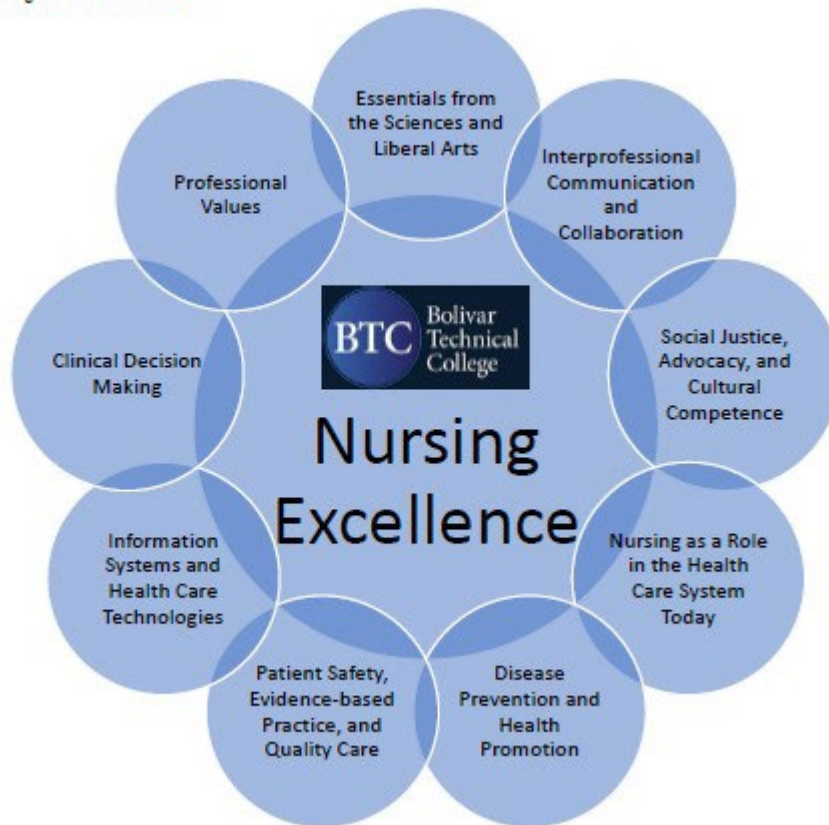 Essentials from
the Sciences and
Liberal Arts
Interprofessional
Communication
and
Collaboration
Social Justice,
Advocacy, and
Cultural
Competence
Nursing as a Role
in the Health
Care System
Today
Disease
Prevention and
Health
Promotion
Patient Safety,
Evidence-based
Practice, and
Quality Care
Information
Systems and
Health Care
Technologies
Clinical Decision
Making
Professional
Values
BTC
Bolivar
Technical
College
Nursing
Excellence